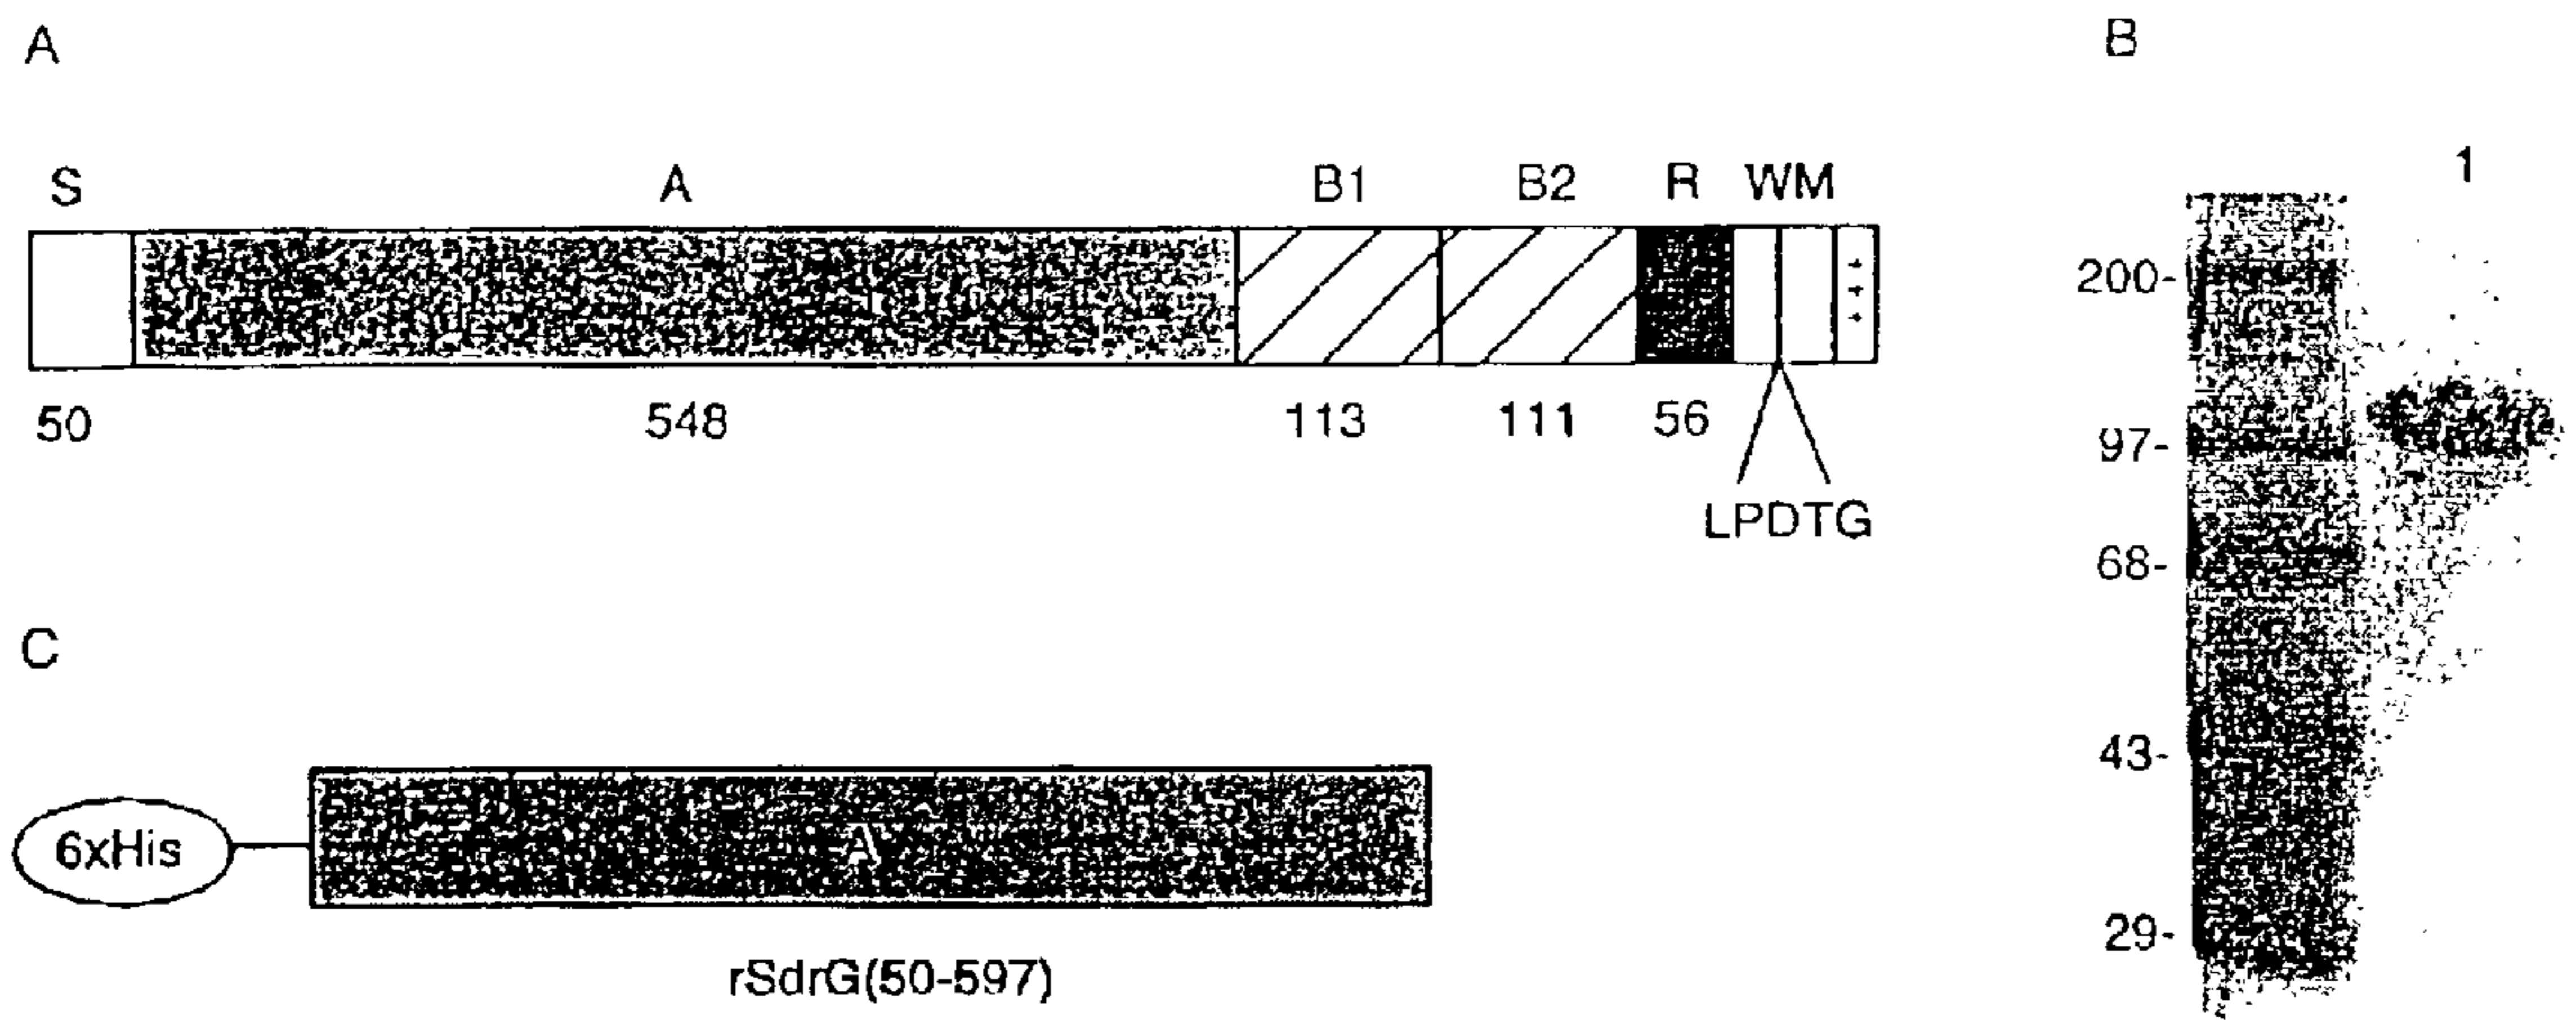 A
S A B1 B2 R WM
+
+
+
50 548 113 111 56
LPDTG
B
1
200-
97-
68-
43-
29-
C
6xHis
A
rSdrG(50-597)